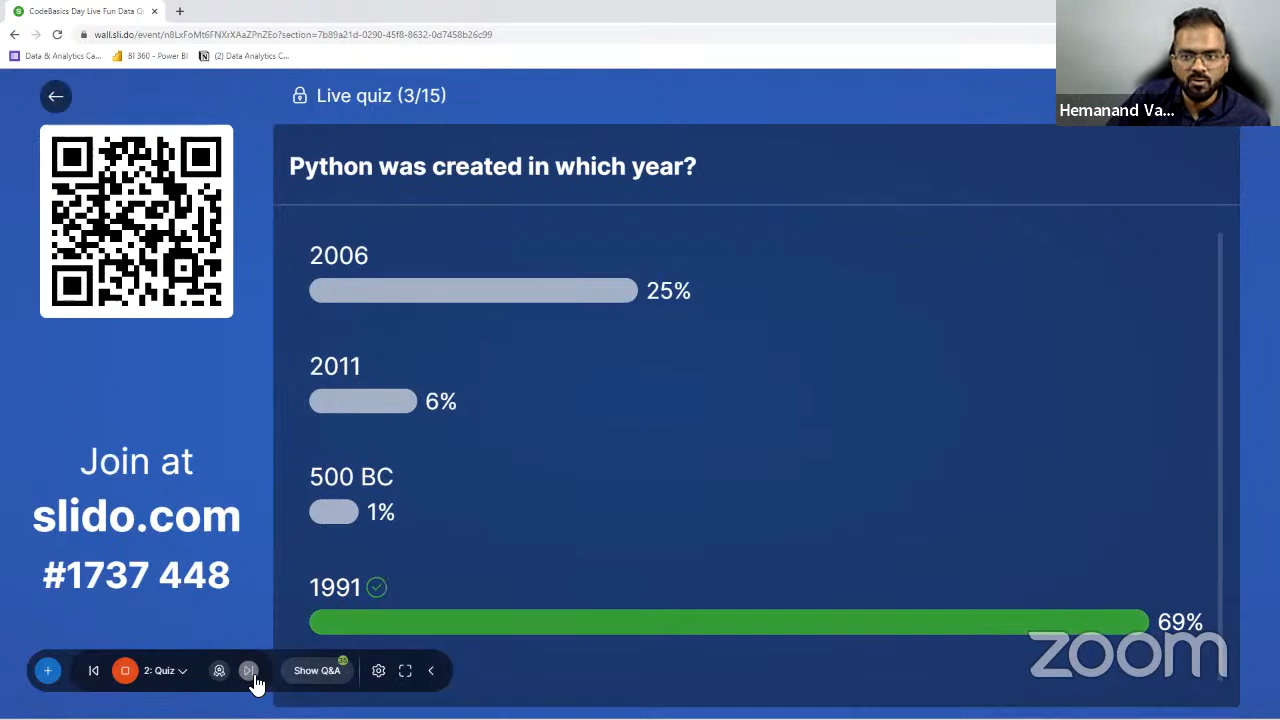 CodeBasics Day Live Fun Data Q
wall.sli.do/event/n8LxFoMt6FNXrXAaZPnZEo?section=7b89a21d-0290-45f8-8632-0d7458b26c99
Data & Analytics Ca...
BI 360 - Power BI
(2) Data Analytics C...
Hemanand Va...
Live quiz (3/15)
Python was created in which year?
2006
25%
2011
6%
500 BC
1%
1991
69%
Join at
slido.com
#1737 448
2: Quiz
Show Q&A
zoom